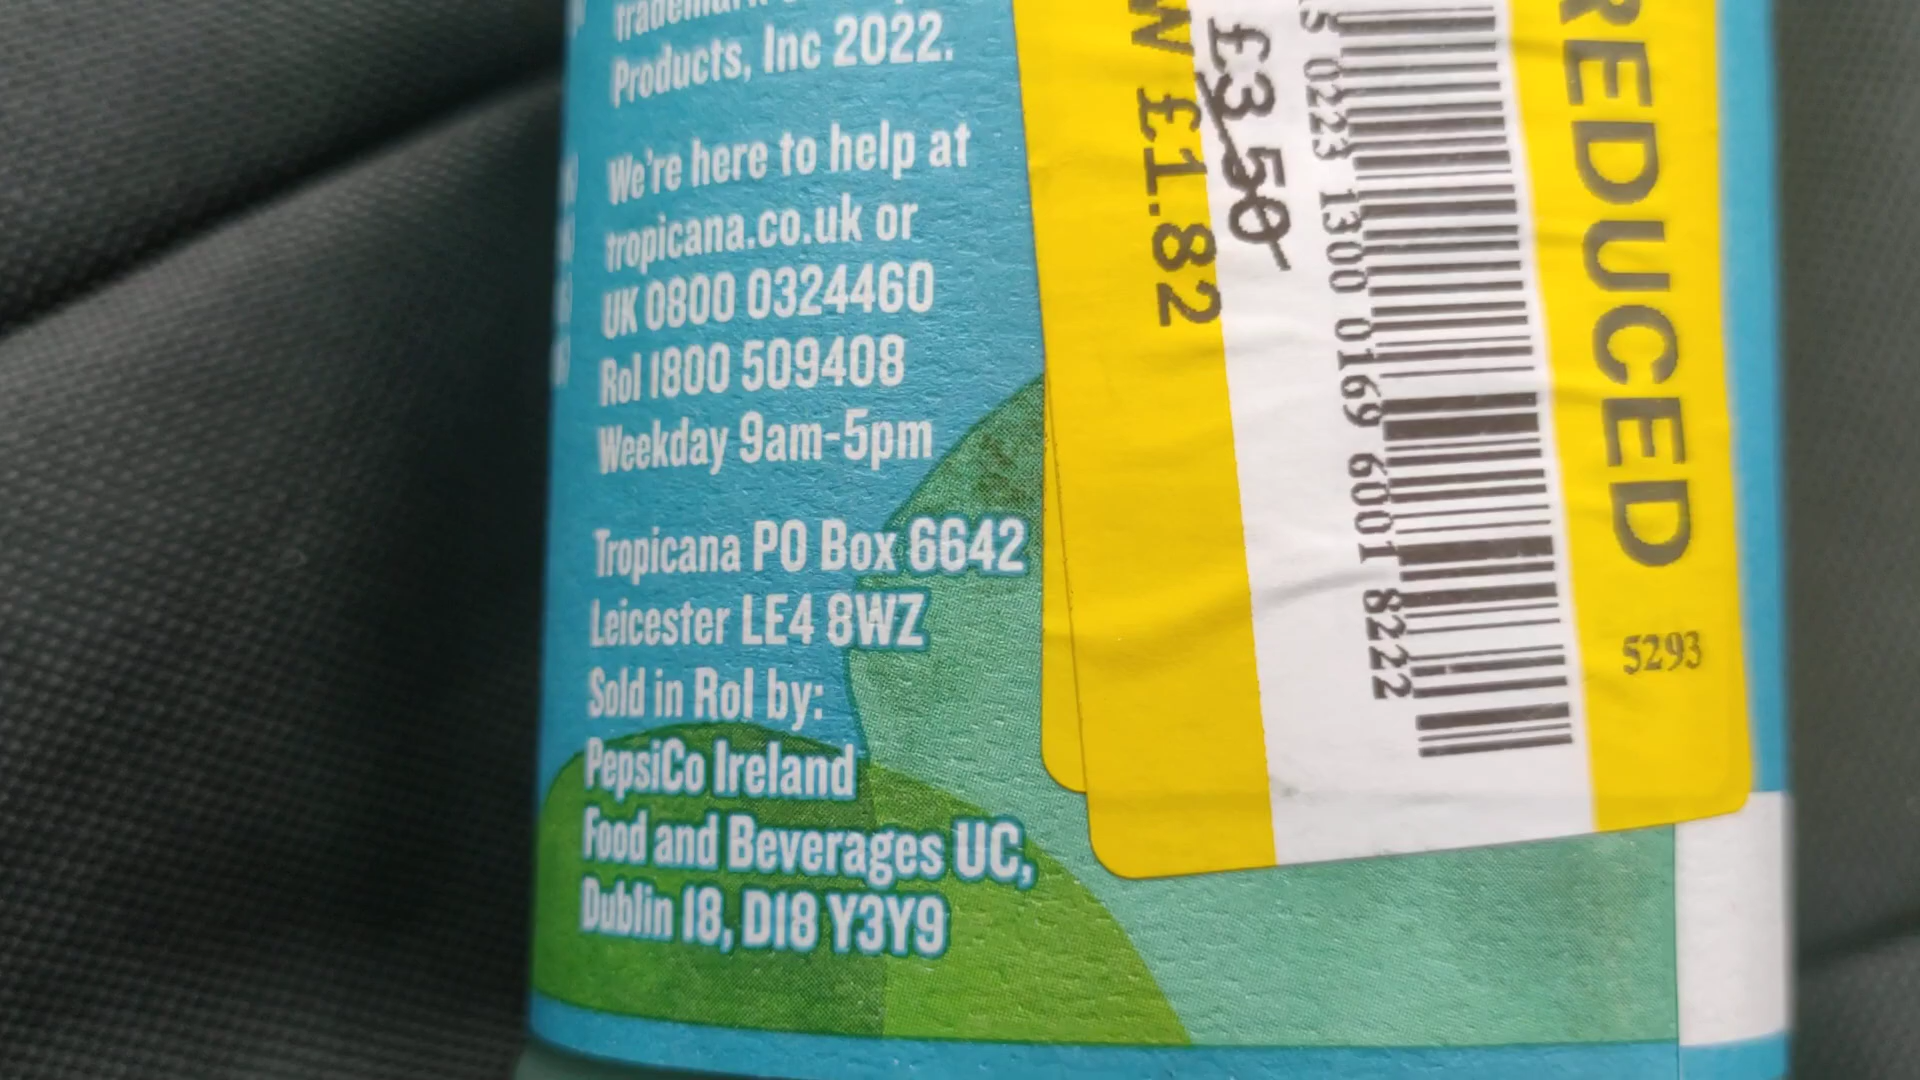 Products, Inc 2022.
We're here to help at
tropicana.co.uk or
UK 0800 0324460
RoI 1800 509408
Weekday 9am-5pm
Tropicana PO Box 6642
Leicester LE4 8WZ
Sold in RoI by:
PepsiCo Ireland
Food and Beverages UC,
Dublin 18, D18 Y3Y9
REDUCED
5293
0223 1300 0169 6001 8222
£3.50
£1.82